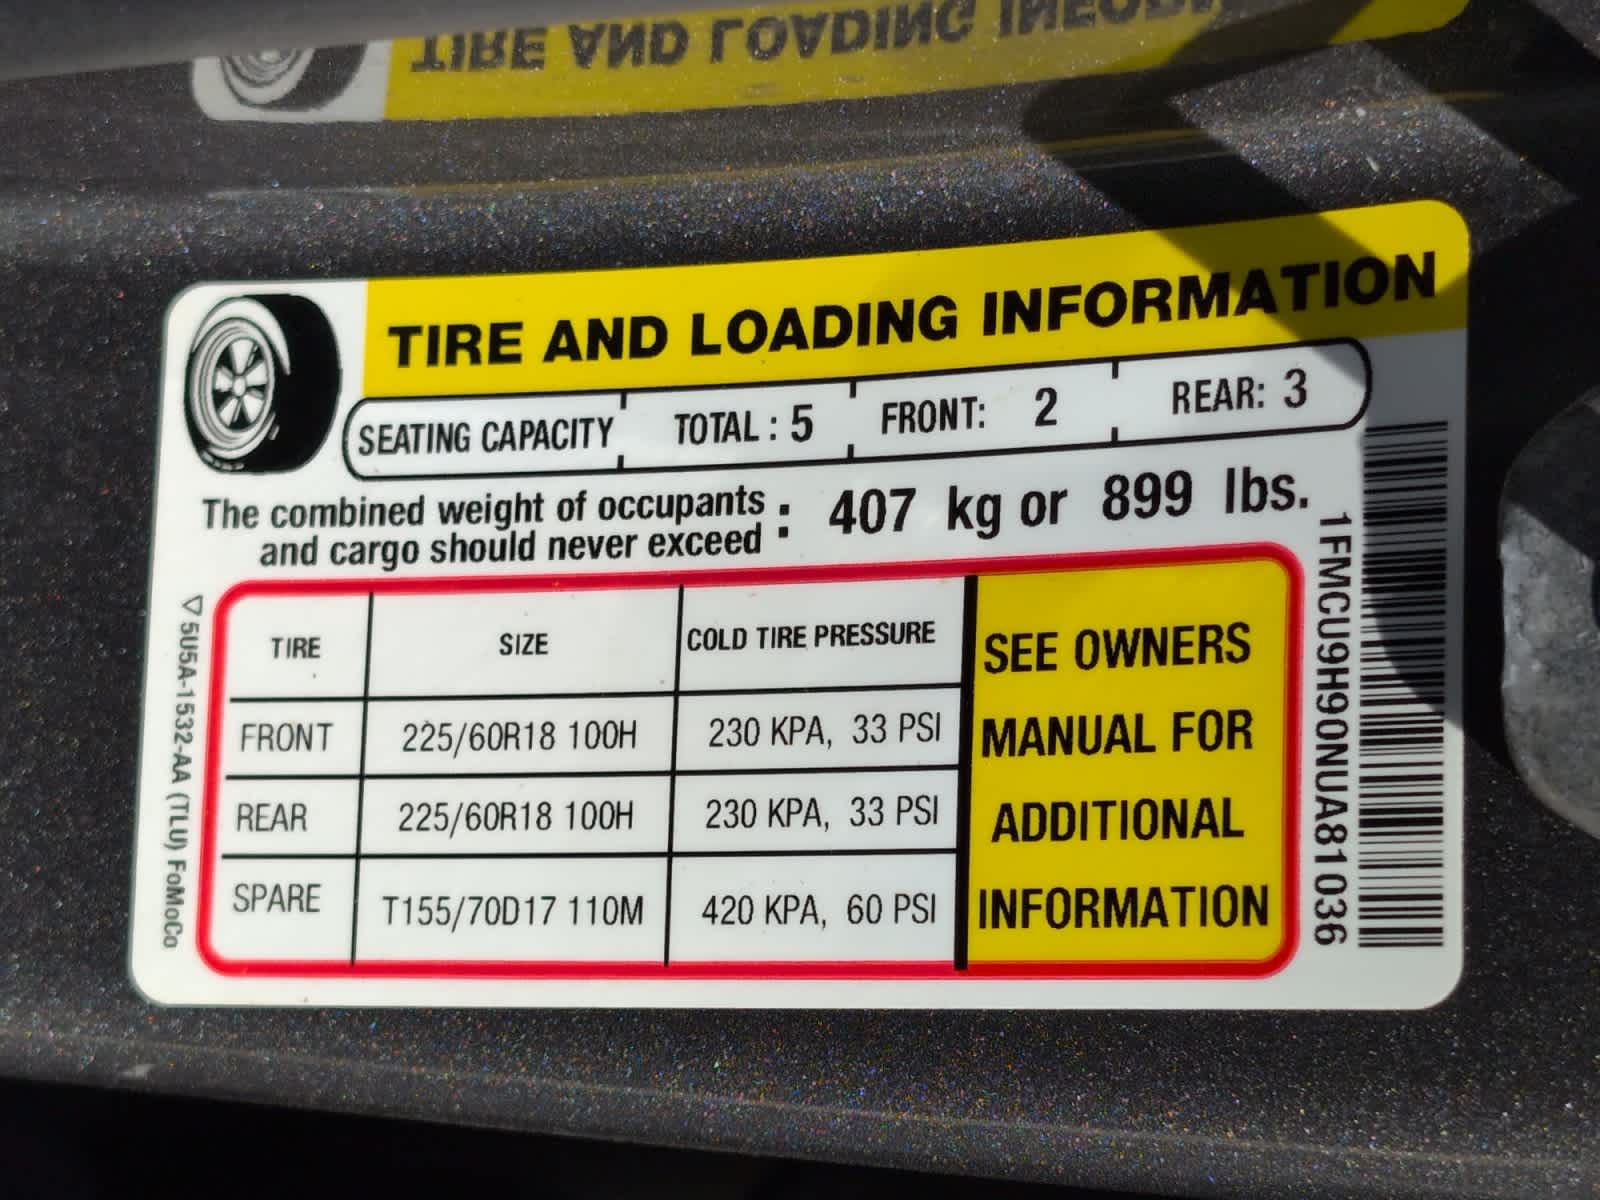 TIRE AND LOADING INFORMATION
SEATING CAPACITY TOTAL : 5 FRONT: 2 REAR: 3
The combined weight of occupants
and cargo should never exceed : 407 kg or 899 lbs.
TIRE SIZE COLD TIRE PRESSURE
FRONT 225/60R18 100H 230 KPA, 33 PSI
REAR 225/60R18 100H 230 KPA, 33 PSI
SPARE T155/70D17 110M 420 KPA, 60 PSI
SEE OWNERS
MANUAL FOR
ADDITIONAL
INFORMATION
5U5A-1532-AA (TLU) FoMoCo
1FMCU9H90NUA81036